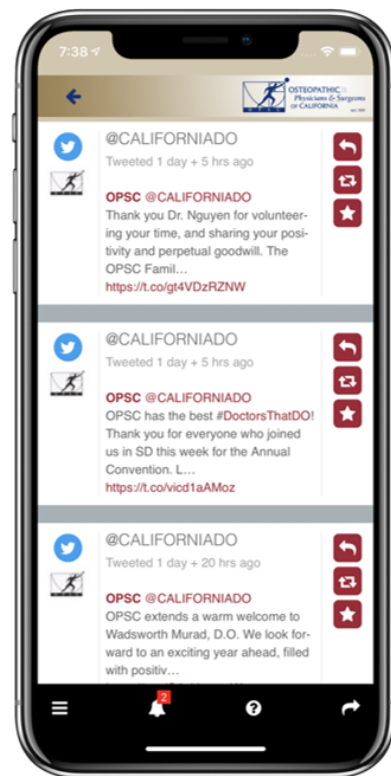 7:38
OSTEOPATHIC
Physicians & Surgeons
OF CALIFORNIA
OPSC
@CALIFORNIADO
Tweeted 1 day + 5 hrs ago
OPSC @CALIFORNIADO
Thank you Dr. Nguyen for volunteer-
ing your time, and sharing your posi-
tivity and perpetual goodwill. The
OPSC Famil...
https://t.co/gt4VDzRZNW
@CALIFORNIADO
Tweeted 1 day + 5 hrs ago
OPSC @CALIFORNIADO
OPSC has the best #DoctorsThatDO!
Thank you for everyone who joined
us in SD this week for the Annual
Convention. L...
https://t.co/vicd1aAMoz
@CALIFORNIADO
Tweeted 1 day + 20 hrs ago
OPSC @CALIFORNIADO
OPSC extends a warm welcome to
Wadsworth Murad, D.O. We look for-
ward to an exciting year ahead, filled
with positiv...
2